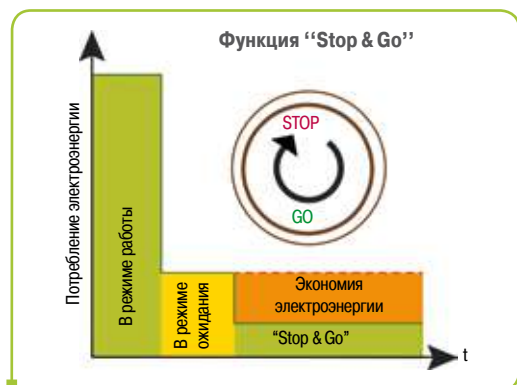 Функция “Stop & Go”
Потребление электроэнергии
STOP
GO
В режиме работы
В режиме
ожидания
Экономия
электроэнергии
“Stop & Go”
t